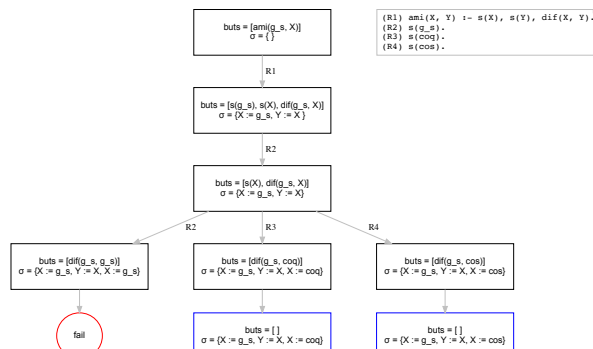 buts = [ami(g_s, X)]
σ = { }
(R1) ami(X, Y) :- s(X), s(Y), dif(X, Y).
(R2) s(g_s).
(R3) s(coq).
(R4) s(cos).
R1
buts = [s(g_s), s(X), dif(g_s, X)]
σ = {X := g_s, Y := X }
R2
buts = [s(X), dif(g_s, X)]
σ = {X := g_s, Y := X}
R2
R3
R4
buts = [dif(g_s, g_s)]
σ = {X := g_s, Y := X, X := g_s}
buts = [dif(g_s, coq)]
σ = {X := g_s, Y := X, X := coq}
buts = [dif(g_s, cos)]
σ = {X := g_s, Y := X, X := cos}
fail
buts = [ ]
σ = {X := g_s, Y := X, X := coq}
buts = [ ]
σ = {X := g_s, Y := X, X := cos}